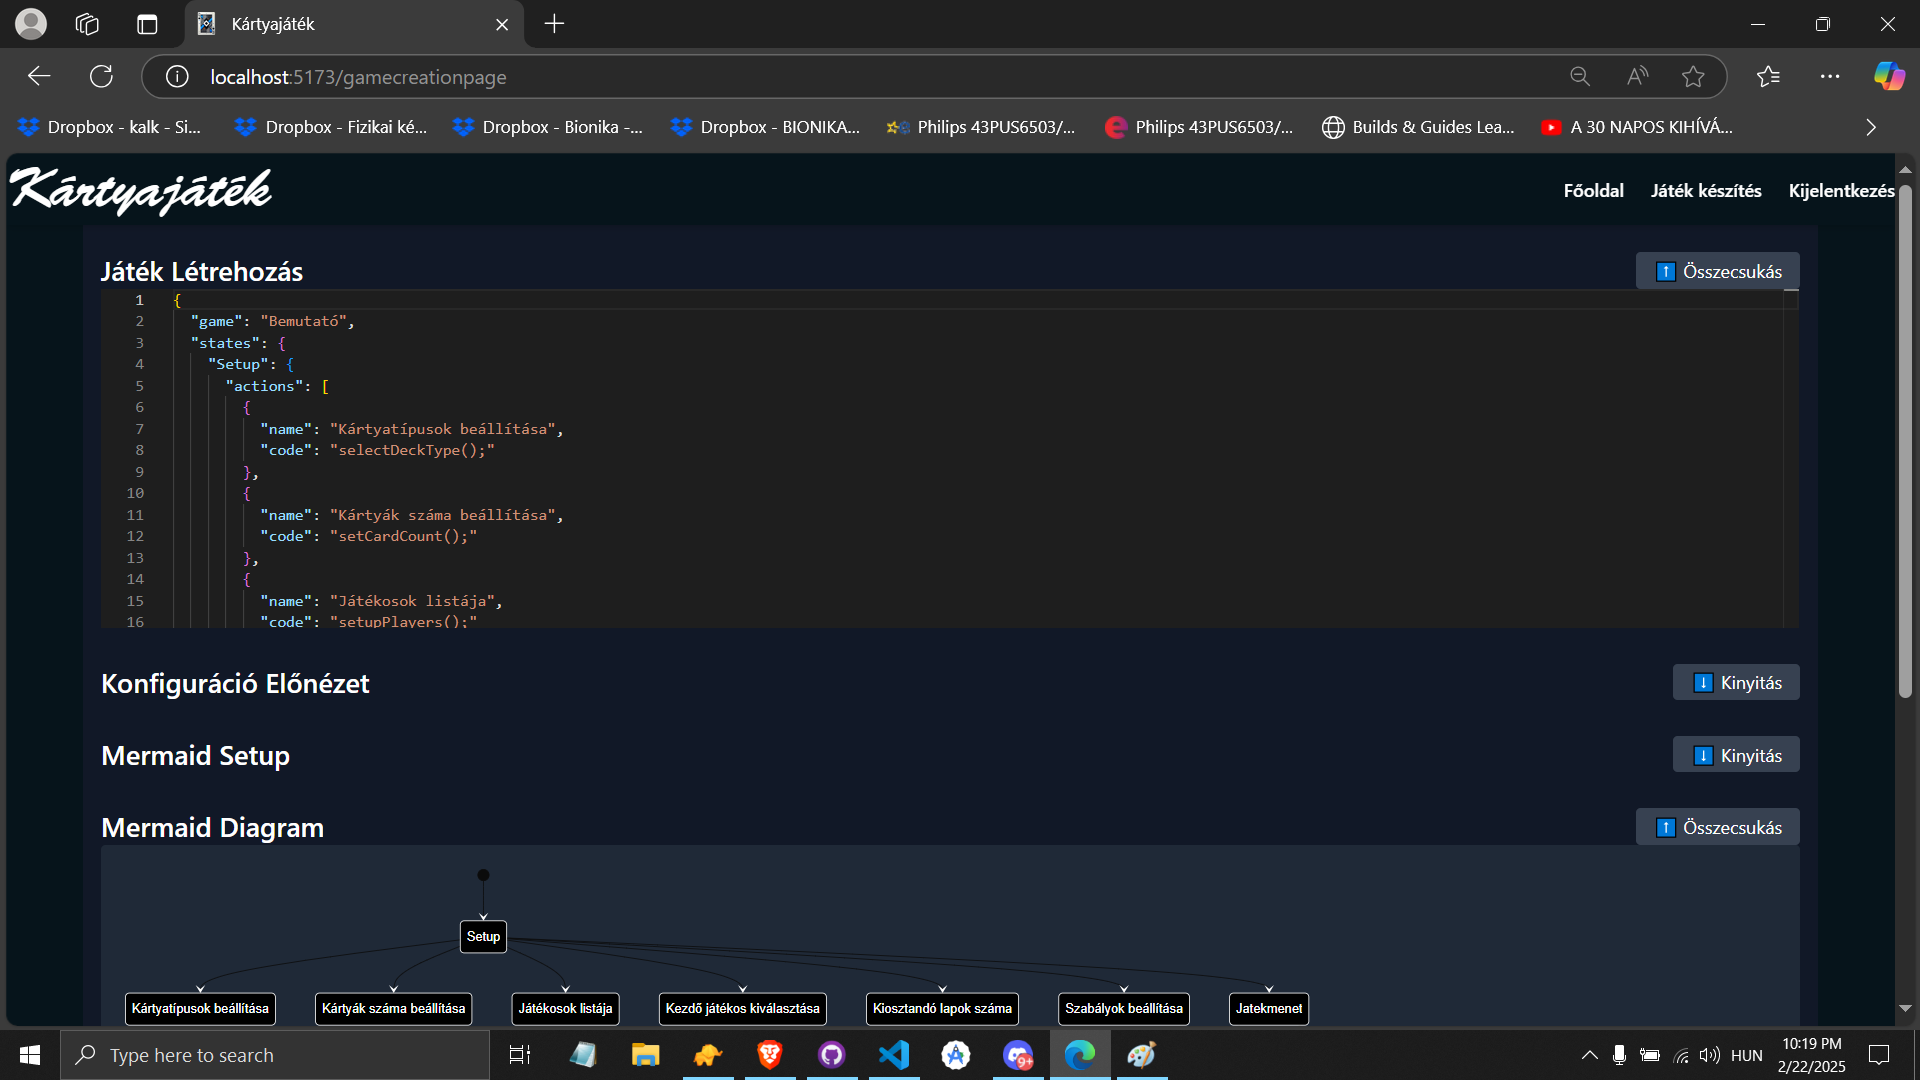 Kártyajáték
localhost:5173/gamecreationpage
Dropbox - kalk - Si...
Dropbox - Fizikai ké...
Dropbox - Bionika -...
Dropbox - BIONIKA...
Philips 43PUS6503/...
Philips 43PUS6503/...
Builds & Guides Lea...
A 30 NAPOS KIHÍVÁ...
Kártyajáték
Főoldal
Játék készítés
Kijelentkezés
Játék Létrehozás
Összecsukás
1 {
2 "game": "Bemutató",
3 "states": {
4 "Setup": {
5 "actions": [
6 {
7 "name": "Kártyatípusok beállítása",
8 "code": "selectDeckType();"
9 },
10 {
11 "name": "Kártyák száma beállítása",
12 "code": "setCardCount();"
13 },
14 {
15 "name": "Játékosok listája",
16 "code": "setupPlayers();"
Konfiguráció Előnézet
Kinyitás
Mermaid Setup
Kinyitás
Mermaid Diagram
Összecsukás
Setup
Kártyatípusok beállítása
Kártyák száma beállítása
Játékosok listája
Kezdő játékos kiválasztása
Kiosztandó lapok száma
Szabályok beállítása
Jatekmenet
Type here to search
9+
HUN
10:19 PM
2/22/2025